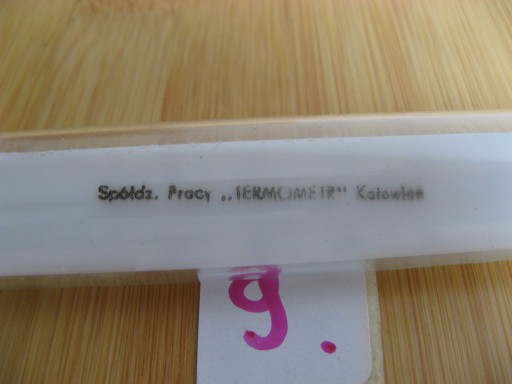 Spółdz. Pracy „TERMOMETR" Katowice
9.